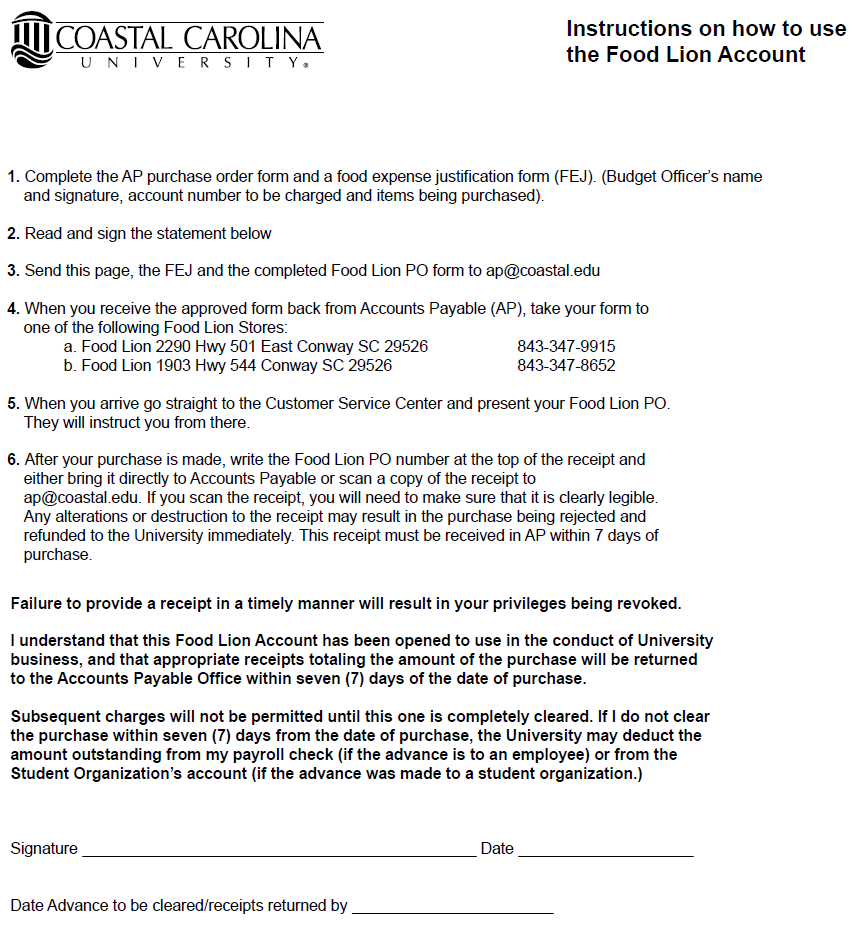 COASTAL CAROLINA
UNIVERSITY®
Instructions on how to use
the Food Lion Account
1. Complete the AP purchase order form and a food expense justification form (FEJ). (Budget Officer's name
and signature, account number to be charged and items being purchased).
2. Read and sign the statement below
3. Send this page, the FEJ and the completed Food Lion PO form to ap@coastal.edu
4. When you receive the approved form back from Accounts Payable (AP), take your form to
one of the following Food Lion Stores:
a. Food Lion 2290 Hwy 501 East Conway SC 29526 843-347-9915
b. Food Lion 1903 Hwy 544 Conway SC 29526 843-347-8652
5. When you arrive go straight to the Customer Service Center and present your Food Lion PO.
They will instruct you from there.
6. After your purchase is made, write the Food Lion PO number at the top of the receipt and
either bring it directly to Accounts Payable or scan a copy of the receipt to
ap@coastal.edu. If you scan the receipt, you will need to make sure that it is clearly legible.
Any alterations or destruction to the receipt may result in the purchase being rejected and
refunded to the University immediately. This receipt must be received in AP within 7 days of
purchase.
Failure to provide a receipt in a timely manner will result in your privileges being revoked.
I understand that this Food Lion Account has been opened to use in the conduct of University
business, and that appropriate receipts totaling the amount of the purchase will be returned
to the Accounts Payable Office within seven (7) days of the date of purchase.
Subsequent charges will not be permitted until this one is completely cleared. If I do not clear
the purchase within seven (7) days from the date of purchase, the University may deduct the
amount outstanding from my payroll check (if the advance is to an employee) or from the
Student Organization's account (if the advance was made to a student organization.)
Signature ____________________ Date ____________________
Date Advance to be cleared/receipts returned by ____________________